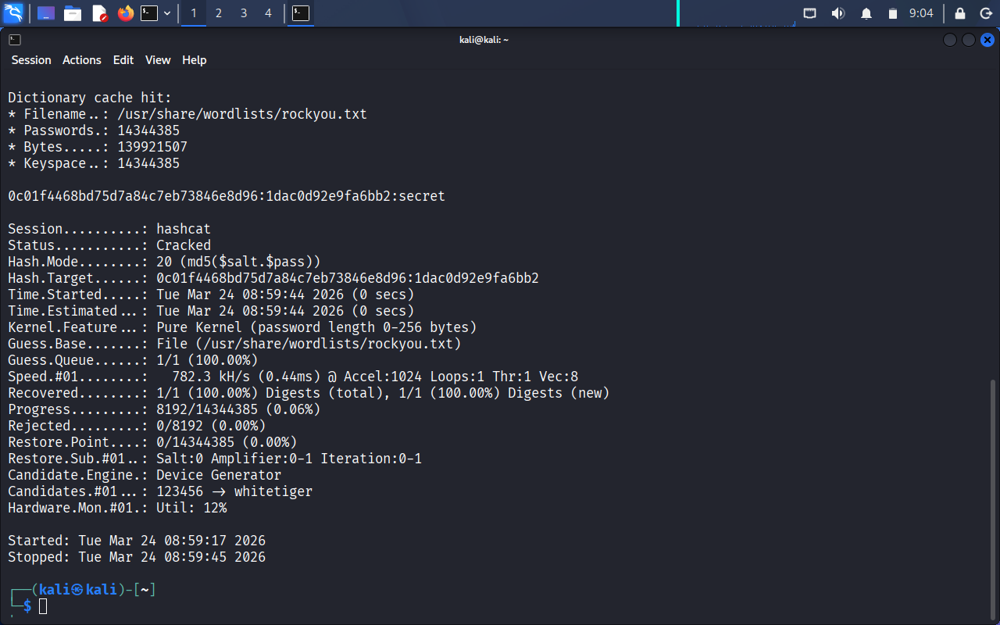 1 2 3 4 9:04
kali@kali: ~
Session Actions Edit View Help
Dictionary cache hit:
* Filename..: /usr/share/wordlists/rockyou.txt
* Passwords.: 14344385
* Bytes.....: 139921507
* Keyspace..: 14344385
0c01f4468bd75d7a84c7eb73846e8d96:1dac0d92e9fa6bb2:secret
Session..........: hashcat
Status...........: Cracked
Hash.Mode........: 20 (md5($salt.$pass))
Hash.Target......: 0c01f4468bd75d7a84c7eb73846e8d96:1dac0d92e9fa6bb2
Time.Started.....: Tue Mar 24 08:59:44 2026 (0 secs)
Time.Estimated...: Tue Mar 24 08:59:44 2026 (0 secs)
Kernel.Feature...: Pure Kernel (password length 0-256 bytes)
Guess.Base.......: File (/usr/share/wordlists/rockyou.txt)
Guess.Queue......: 1/1 (100.00%)
Speed.#01........:   782.3 kH/s (0.44ms) @ Accel:1024 Loops:1 Thr:1 Vec:8
Recovered........: 1/1 (100.00%) Digests (total), 1/1 (100.00%) Digests (new)
Progress.........: 8192/14344385 (0.06%)
Rejected.........: 0/8192 (0.00%)
Restore.Point....: 0/14344385 (0.00%)
Restore.Sub.#01..: Salt:0 Amplifier:0-1 Iteration:0-1
Candidate.Engine.: Device Generator
Candidates.#01...: 123456 -> whitetiger
Hardware.Mon.#01.: Util: 12%
Started: Tue Mar 24 08:59:17 2026
Stopped: Tue Mar 24 08:59:45 2026
┌──(kali㉿kali)-[~]
└─$